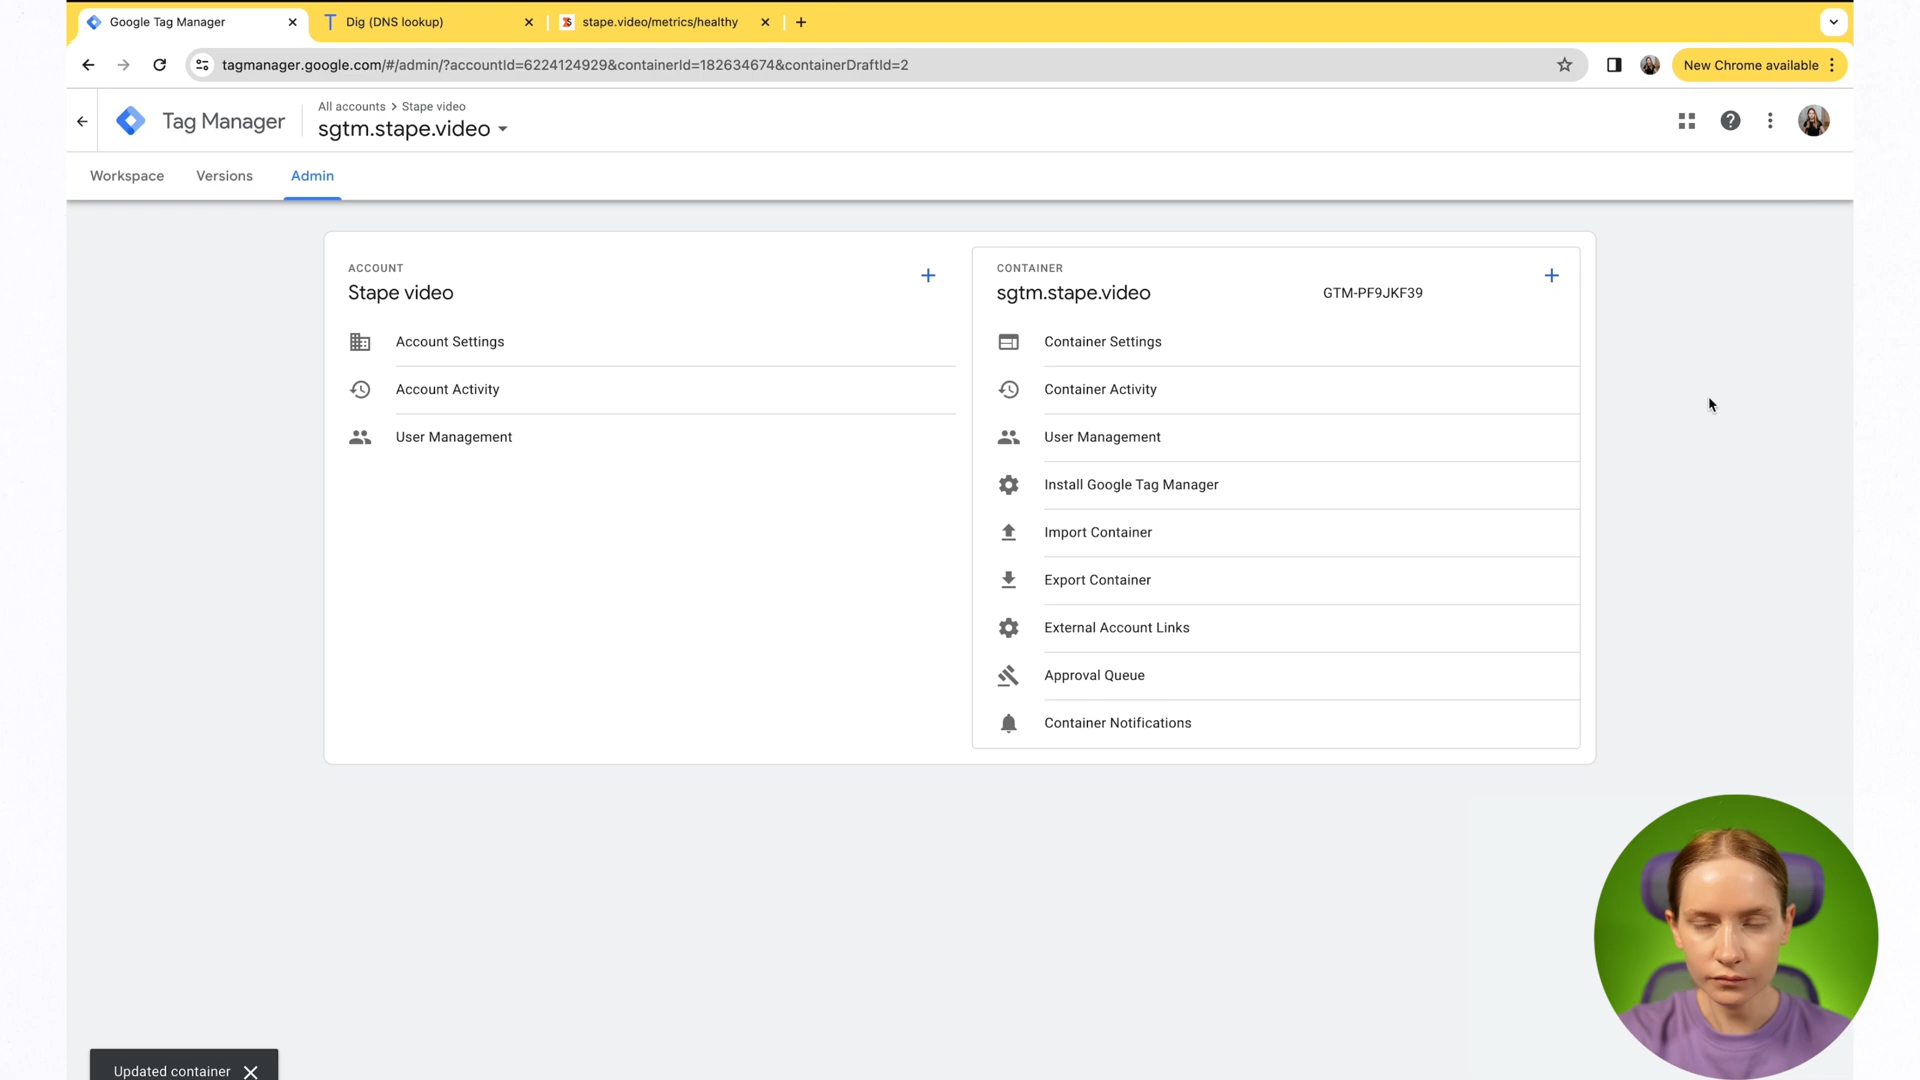 Google Tag Manager
Dig (DNS lookup)
stape.video/metrics/healthy
tagmanager.google.com/#/admin/?accountId=6224124929&containerId=182634674&containerDraftId=2
New Chrome available
Tag Manager
All accounts > Stape video
sgtm.stape.video
Workspace
Versions
Admin
ACCOUNT
Stape video
Account Settings
Account Activity
User Management
CONTAINER
sgtm.stape.video
GTM-PF9JKF39
Container Settings
Container Activity
User Management
Install Google Tag Manager
Import Container
Export Container
External Account Links
Approval Queue
Container Notifications
Updated container